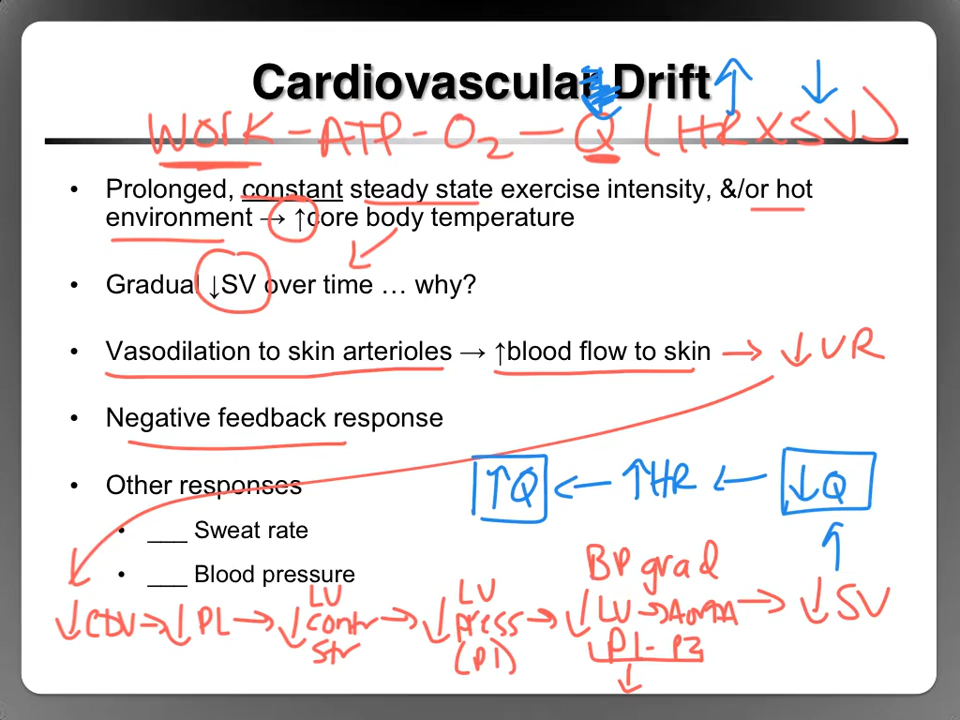 Cardiovascular Drift
WORK - ATP - O2 - Q ( HR X SV )
↑ ↓
• Prolonged, constant steady state exercise intensity, &/or hot
environment → ↑core body temperature
• Gradual ↓SV over time … why?
• Vasodilation to skin arterioles → ↑blood flow to skin → ↓ VR
• Negative feedback response
• Other responses
↑Q ← ↑HR ← ↓Q
• ___ Sweat rate
• ___ Blood pressure
↑
BP grad
↓EDV → ↓PL → ↓ LV contr str → ↓ LV press (P1) → ↓ LV → AORTA → ↓SV
P1 - P2
↓